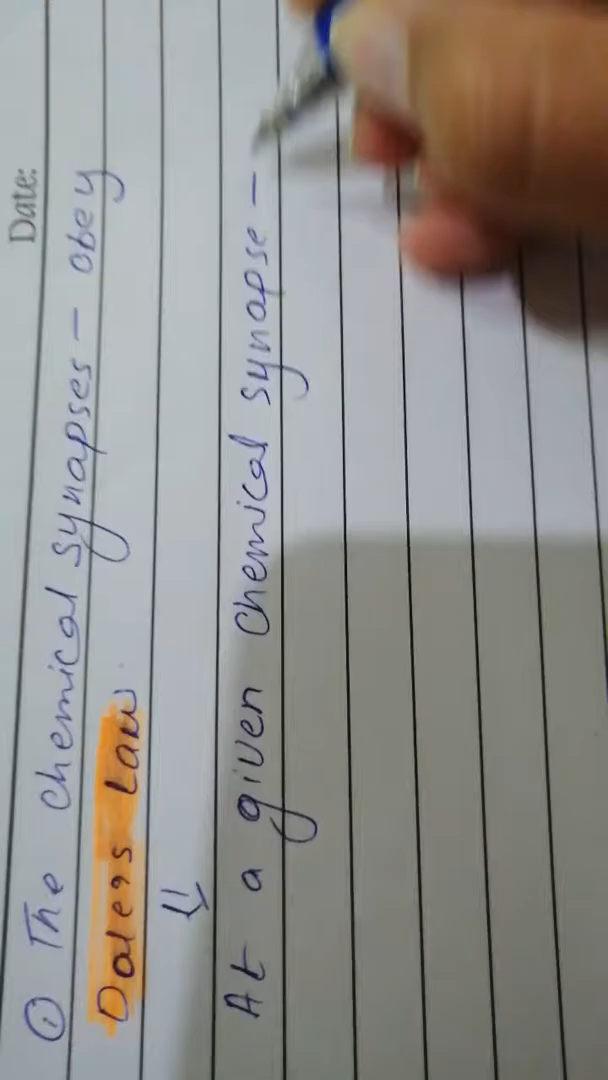 Date:
① The chemical synapses - obey
Dale's Law
⇓
At a given chemical synapse -